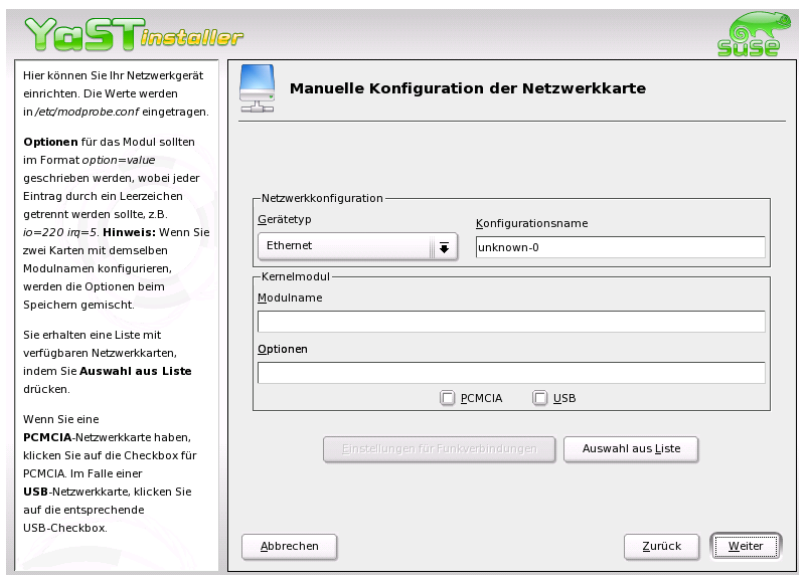 YaST installer
SUSE
Hier können Sie Ihr Netzwerkgerät
einrichten. Die Werte werden
in /etc/modprobe.conf eingetragen.
Optionen für das Modul sollten
im Format option=value
geschrieben werden, wobei jeder
Eintrag durch ein Leerzeichen
getrennt werden sollte, z.B.
io=220 irq=5. Hinweis: Wenn Sie
zwei Karten mit demselben
Modulnamen konfigurieren,
werden die Optionen beim
Speichern gemischt.
Sie erhalten eine Liste mit
verfügbaren Netzwerkkarten,
indem Sie Auswahl aus Liste
drücken.
Wenn Sie eine
PCMCIA-Netzwerkkarte haben,
klicken Sie auf die Checkbox für
PCMCIA. Im Falle einer
USB-Netzwerkkarte, klicken Sie
auf die entsprechende
USB-Checkbox.
Manuelle Konfiguration der Netzwerkkarte
Netzwerkkonfiguration
Gerätetyp
Ethernet
Konfigurationsname
unknown-0
Kernelmodul
Modulname
Optionen
PCMCIA
USB
Einstellungen für Funkverbindungen
Auswahl aus Liste
Abbrechen
Zurück
Weiter